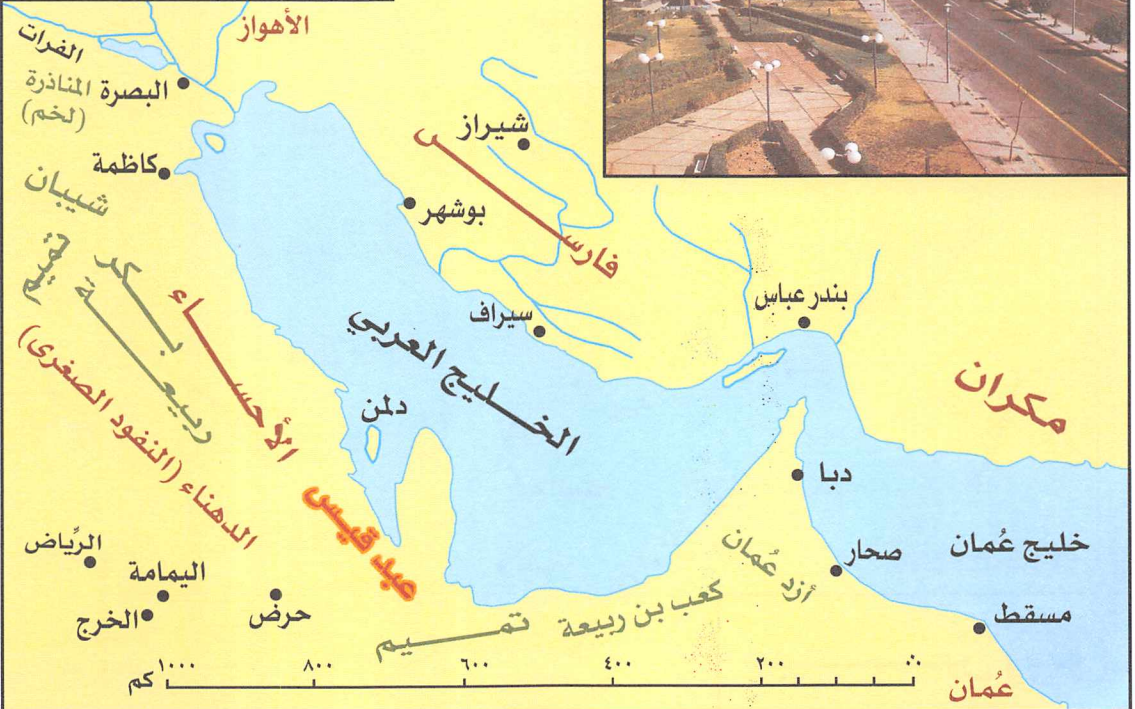 الأهواز
الفرات
المناذرة
(لخم)
البصرة
كاظمة
شيبان
تميم
بكر
ربيعة
الأحساء
الدهناء (النفود الصغرى)
شيراز
فارس
بوشهر
سيراف
بندر عباس
مكران
الخليج العربي
دلمن
عبد قيس
دبا
خليج عُمان
صحار
أزد عُمان
مسقط
كعب بن ربيعة
تميم
الرِّياض
اليمامة
الخرج
حرض
عُمان
كم ١٠٠٠ ٨٠٠ ٦٠٠ ٤٠٠ ٢٠٠